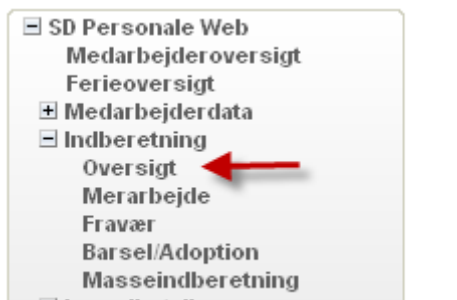 SD Personale Web
Medarbejderoversigt
Ferieoversigt
Medarbejderdata
Indberetning
Oversigt
Merarbejde
Fravær
Barsel/Adoption
Masseindberetning